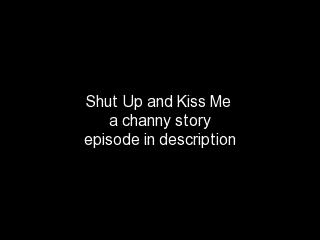 Shut Up and Kiss Me
a channy story
episode in description